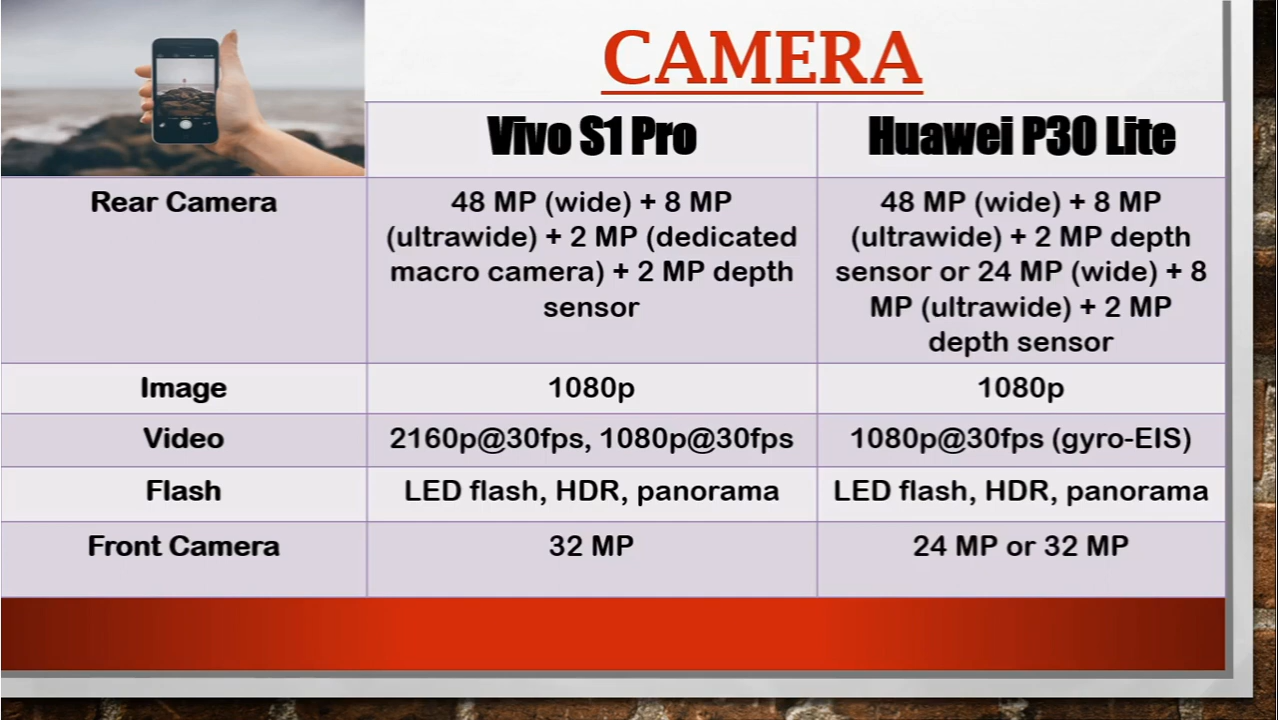 CAMERA
Vivo S1 Pro
Huawei P30 Lite
Rear Camera
48 MP (wide) + 8 MP
(ultrawide) + 2 MP (dedicated
macro camera) + 2 MP depth
sensor
48 MP (wide) + 8 MP
(ultrawide) + 2 MP depth
sensor or 24 MP (wide) + 8
MP (ultrawide) + 2 MP
depth sensor
Image
1080p
1080p
Video
2160p@30fps, 1080p@30fps
1080p@30fps (gyro-EIS)
Flash
LED flash, HDR, panorama
LED flash, HDR, panorama
Front Camera
32 MP
24 MP or 32 MP